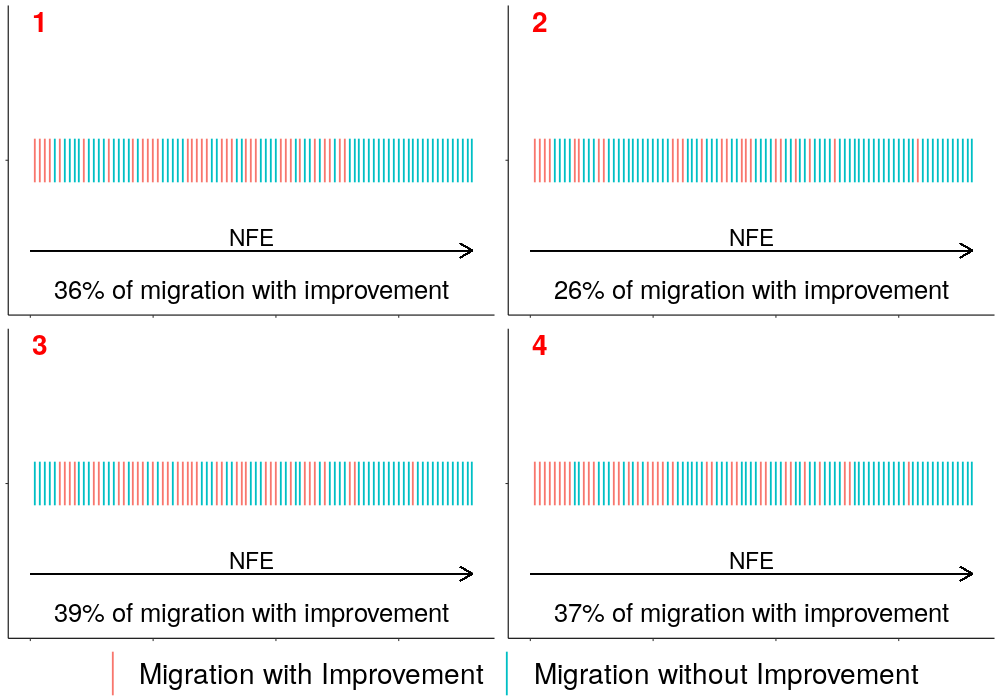 1
NFE
36% of migration with improvement
2
NFE
26% of migration with improvement
3
NFE
39% of migration with improvement
4
NFE
37% of migration with improvement
Migration with Improvement
Migration without Improvement